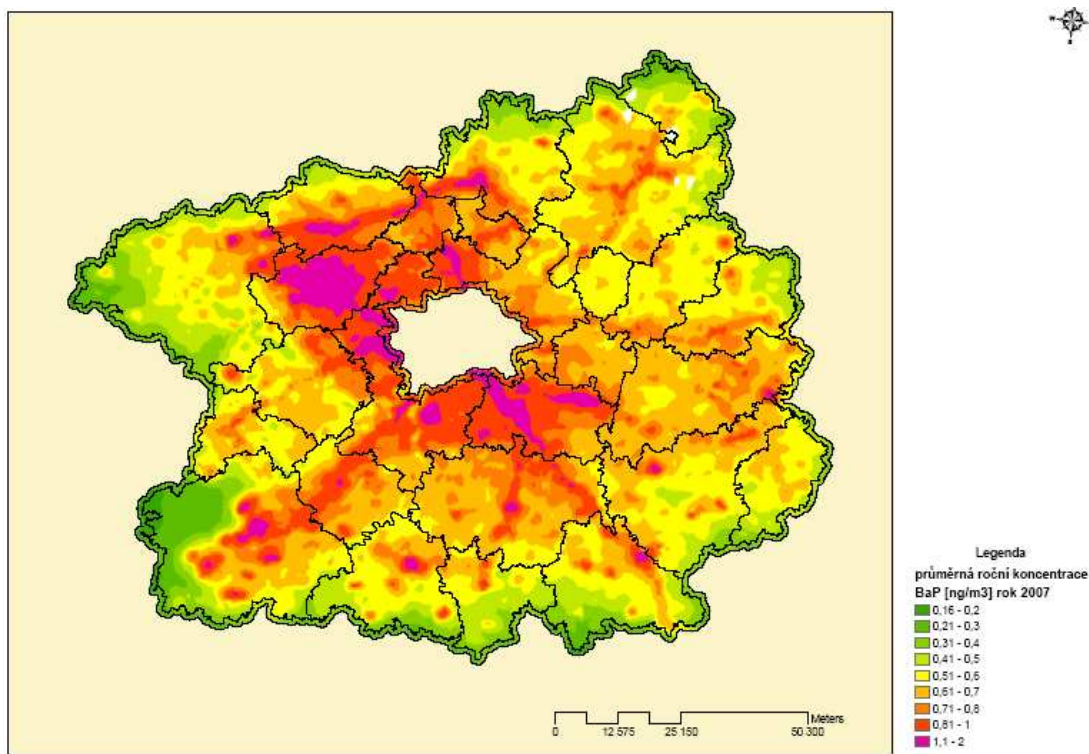 Meters
0 12 575 25 150 50 300
Legenda
průměrná roční koncentrace
BaP [ng/m3] rok 2007
0,16 - 0,2
0,21 - 0,3
0,31 - 0,4
0,41 - 0,5
0,51 - 0,6
0,61 - 0,7
0,71 - 0,8
0,81 - 1
1,1 - 2